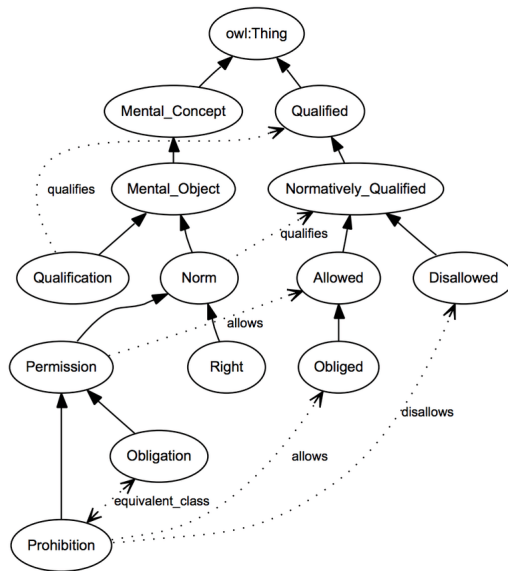 owl:Thing
Mental_Concept
Qualified
qualifies
Mental_Object
Normatively_Qualified
qualifies
Qualification
Norm
Allowed
Disallowed
allows
Permission
Right
Obliged
disallows
Obligation
allows
equivalent_class
Prohibition